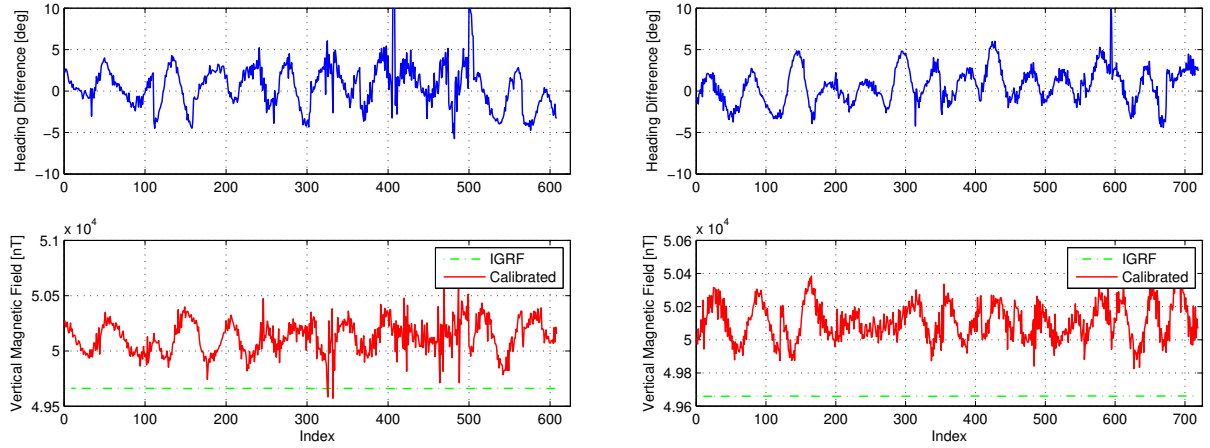 Heading Difference [deg]
10
5
0
−5
−10
0 100 200 300 400 500 600
Heading Difference [deg]
10
5
0
−5
−10
0 100 200 300 400 500 600 700
Vertical Magnetic Field [nT]
x 10^4
5.1
5.05
5
4.95
0 100 200 300 400 500 600
Index
IGRF
Calibrated
Vertical Magnetic Field [nT]
x 10^4
5.06
5.04
5.02
5
4.98
4.96
0 100 200 300 400 500 600 700
Index
IGRF
Calibrated